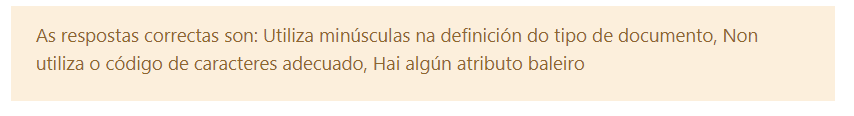 As respostas correctas son: Utiliza minúsculas na definición do tipo de documento, Non
utiliza o código de caracteres adecuado, Hai algún atributo baleiro